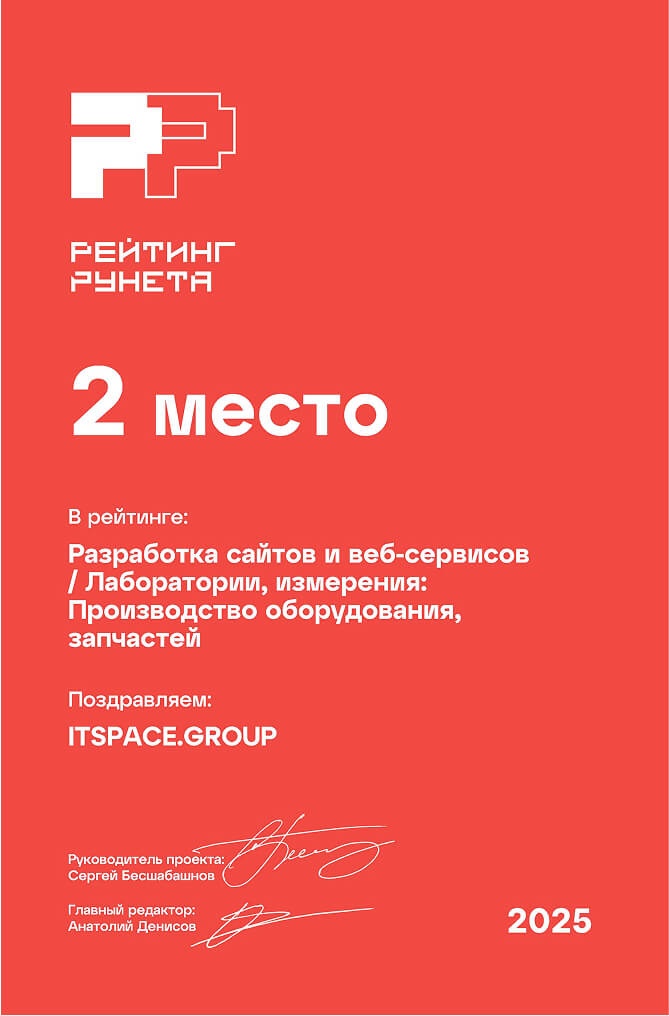 РЕЙТИНГ
РУНЕТА
2 место
В рейтинге:
Разработка сайтов и веб-сервисов
/ Лаборатории, измерения:
Производство оборудования,
запчастей
Поздравляем:
ITSPACE.GROUP
Руководитель проекта:
Сергей Бесшабашнов
Главный редактор:
Анатолий Денисов
2025